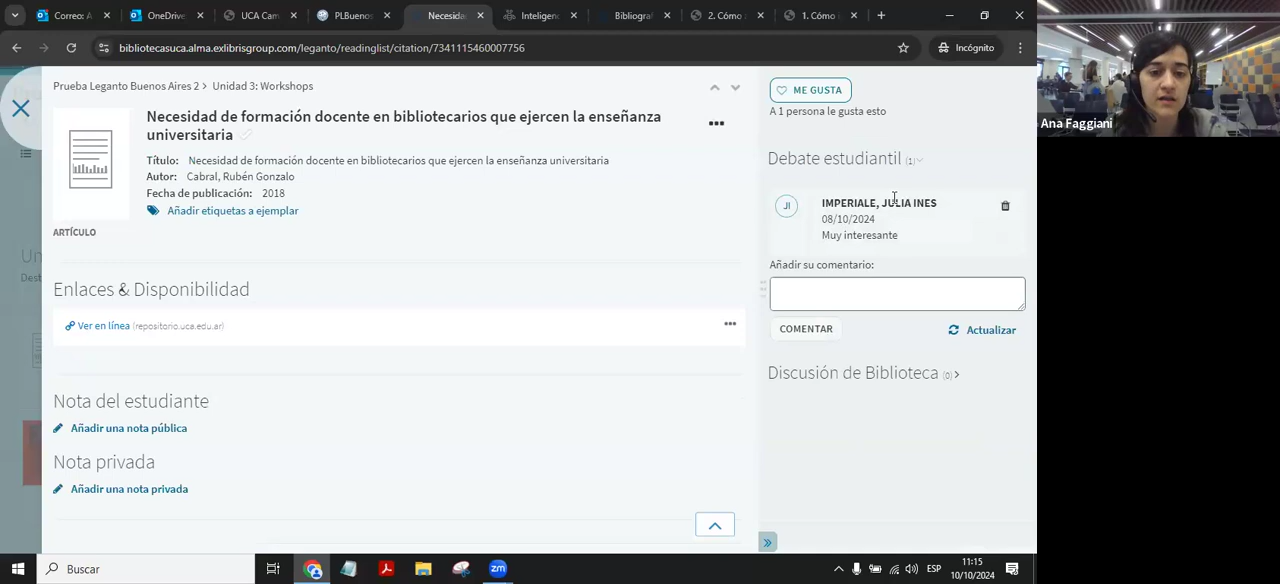 Correo: A
OneDrive
UCA Cam
PLBuenos
Necesida
Inteligen
Bibliograf
2. Cómo
1. Cómo
bibliotecasuca.alma.exlibrisgroup.com/leganto/readinglist/citation/7341115460007756
Incógnito
Prueba Leganto Buenos Aires 2 > Unidad 3: Workshops
Necesidad de formación docente en bibliotecarios que ejercen la enseñanza
universitaria
Título: Necesidad de formación docente en bibliotecarios que ejercen la enseñanza universitaria
Autor: Cabral, Rubén Gonzalo
Fecha de publicación: 2018
Añadir etiquetas a ejemplar
ARTÍCULO
Enlaces & Disponibilidad
Ver en línea (repositorio.uca.edu.ar)
Nota del estudiante
Añadir una nota pública
Nota privada
Añadir una nota privada
ME GUSTA
A 1 persona le gusta esto
Debate estudiantil (1)
JI
IMPERIALE, JULIA INES
08/10/2024
Muy interesante
Añadir su comentario:
COMENTAR
Actualizar
Discusión de Biblioteca (0)
Un
Dest
Ana Faggiani
Buscar
zm
ESP
11:15
10/10/2024